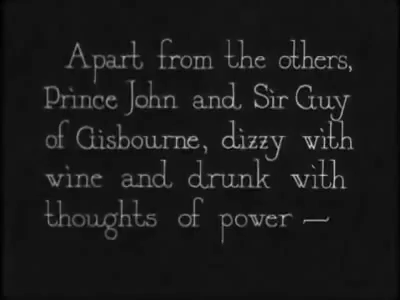 Apart from the others,
Prince John and Sir Guy
of Gisbourne, dizzy with
wine and drunk with
thoughts of power —